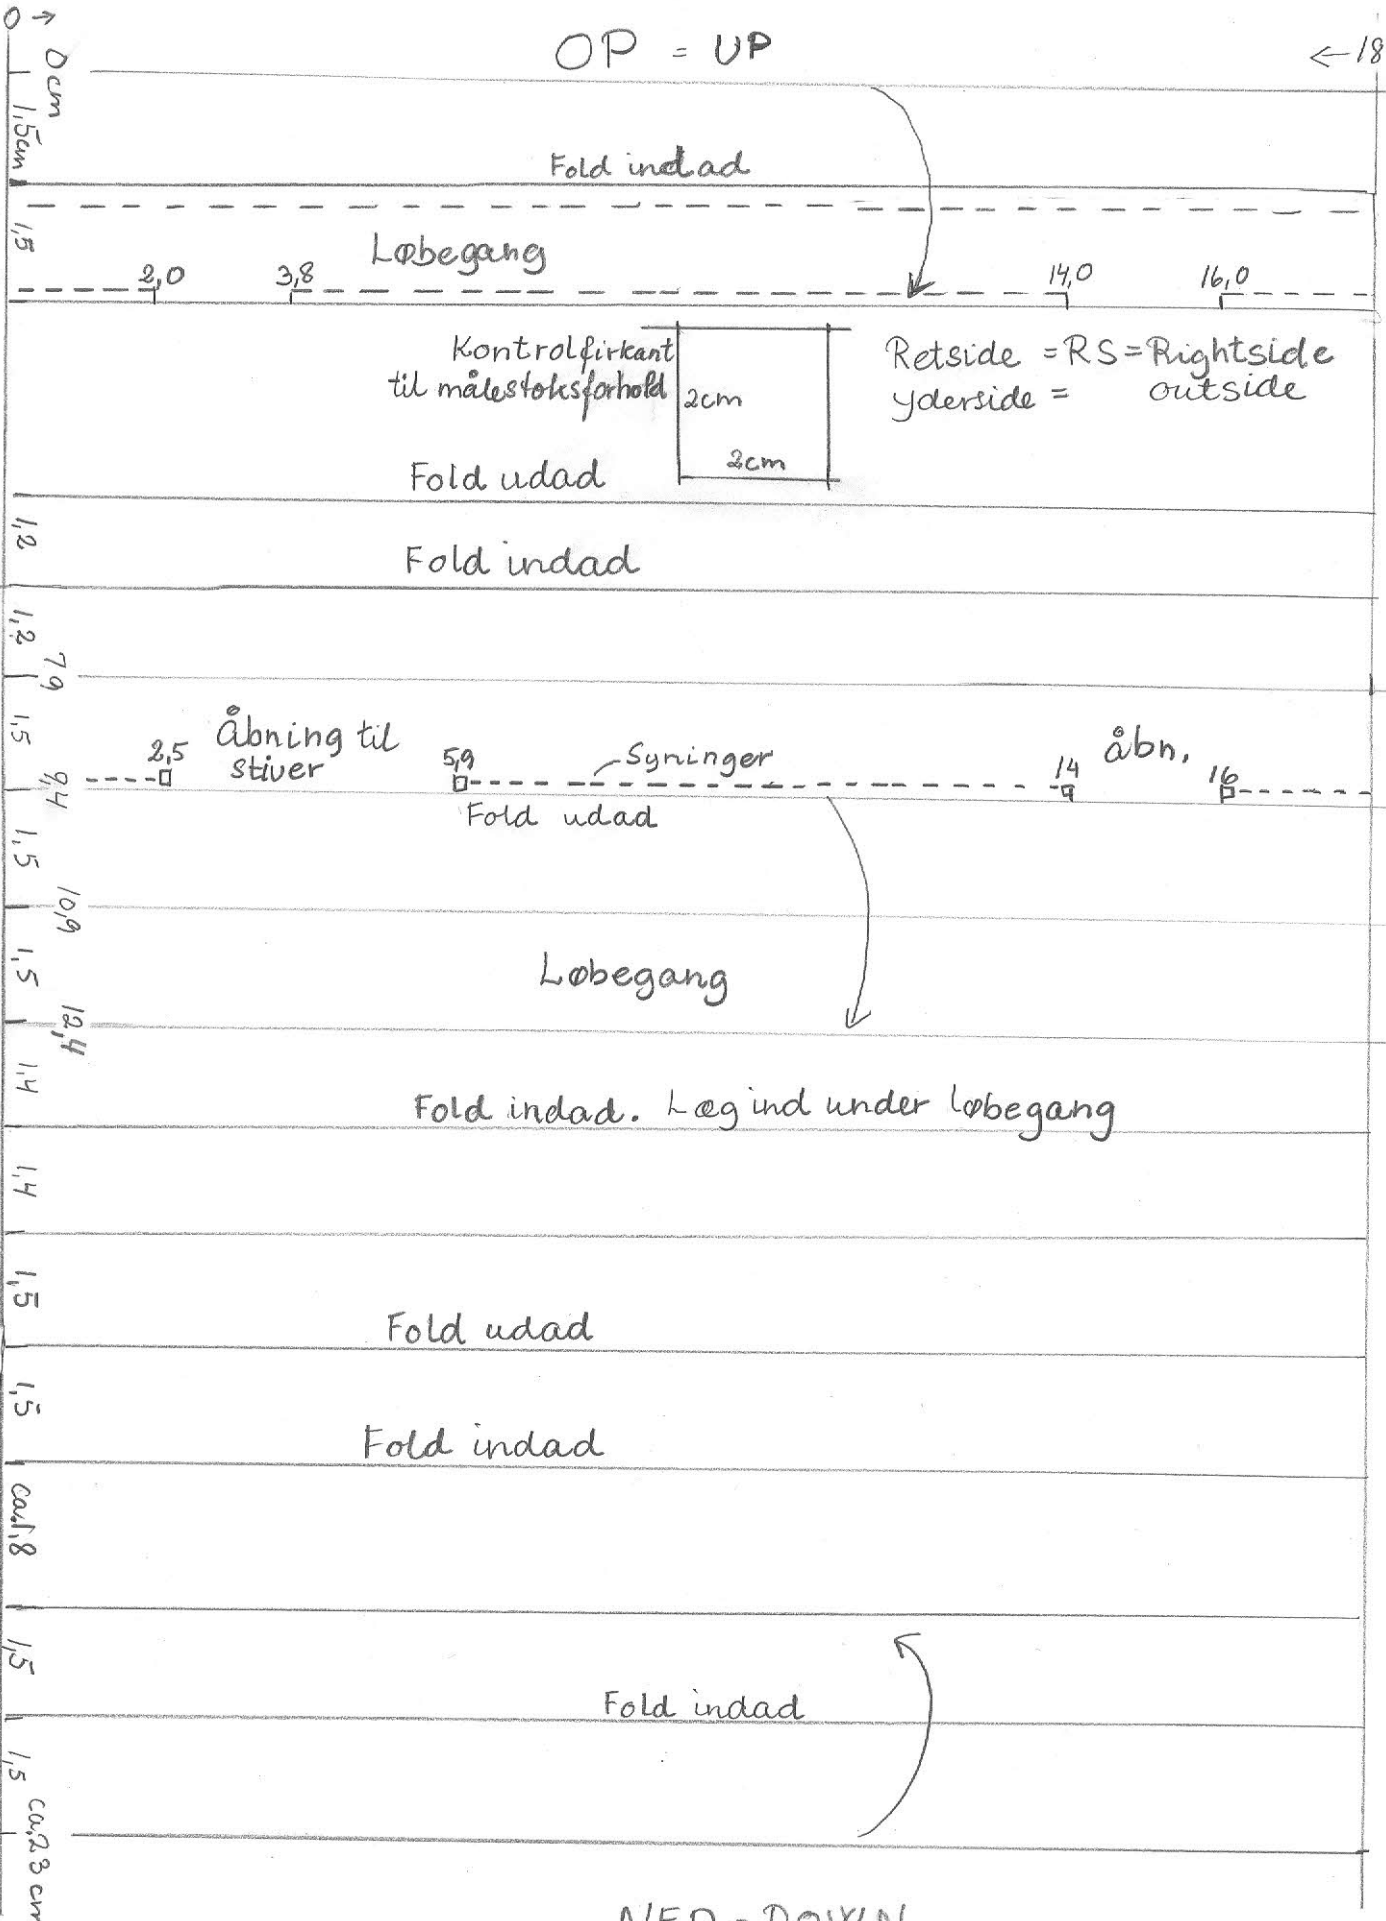 0 →
OP = UP
← 18
0 cm
1,5cm
Fold indad
1,5
Løbegang
2,0
3,8
14,0
16,0
Kontrolfirkant
til målestoksforhold
2cm
2cm
Retside = RS = Rightside
yderside = outside
Fold udad
1,2
Fold indad
1,2
7,9
1,5
Åbning til
stiver
2,5
5,9
Syninger
14
åbn.
16
9,4
Fold udad
1,5
10,9
1,5
Løbegang
12,4
1,4
Fold indad. Læg ind under løbegang
1,4
1,5
Fold udad
1,5
Fold indad
ca.1,8
1,5
Fold indad
1,5
ca.23 cm
NED = DOWN